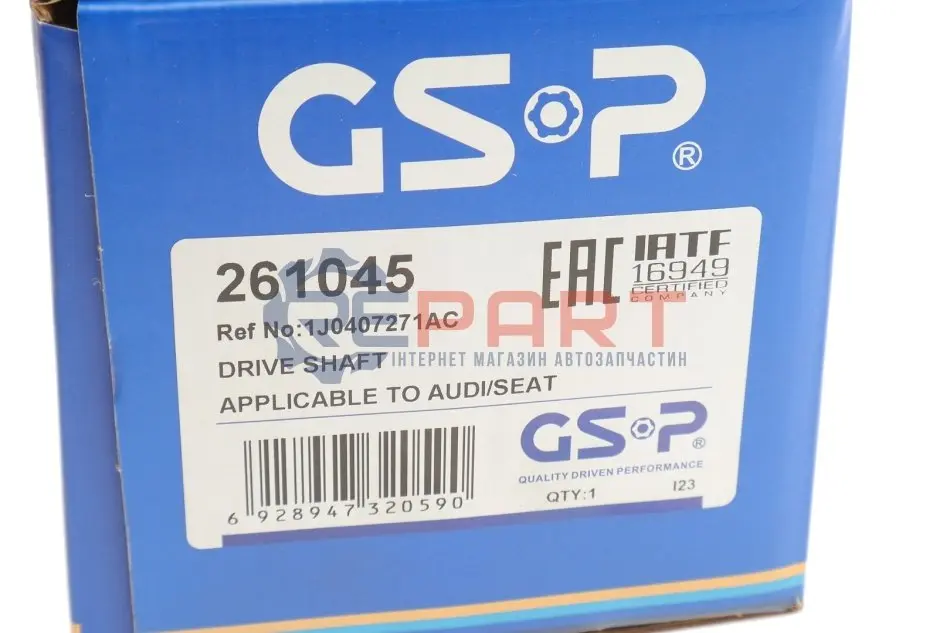 GS·P®
261045
EAC
IATF
16949
CERTIFIED
COMPANY
REPART
Ref No:1J0407271AC
ІНТЕРНЕТ МАГАЗИН АВТОЗАПЧАСТИН
DRIVE SHAFT
APPLICABLE TO AUDI/SEAT
GS·P®
QUALITY DRIVEN PERFORMANCE
QTY:1 I23
6 928947 320590